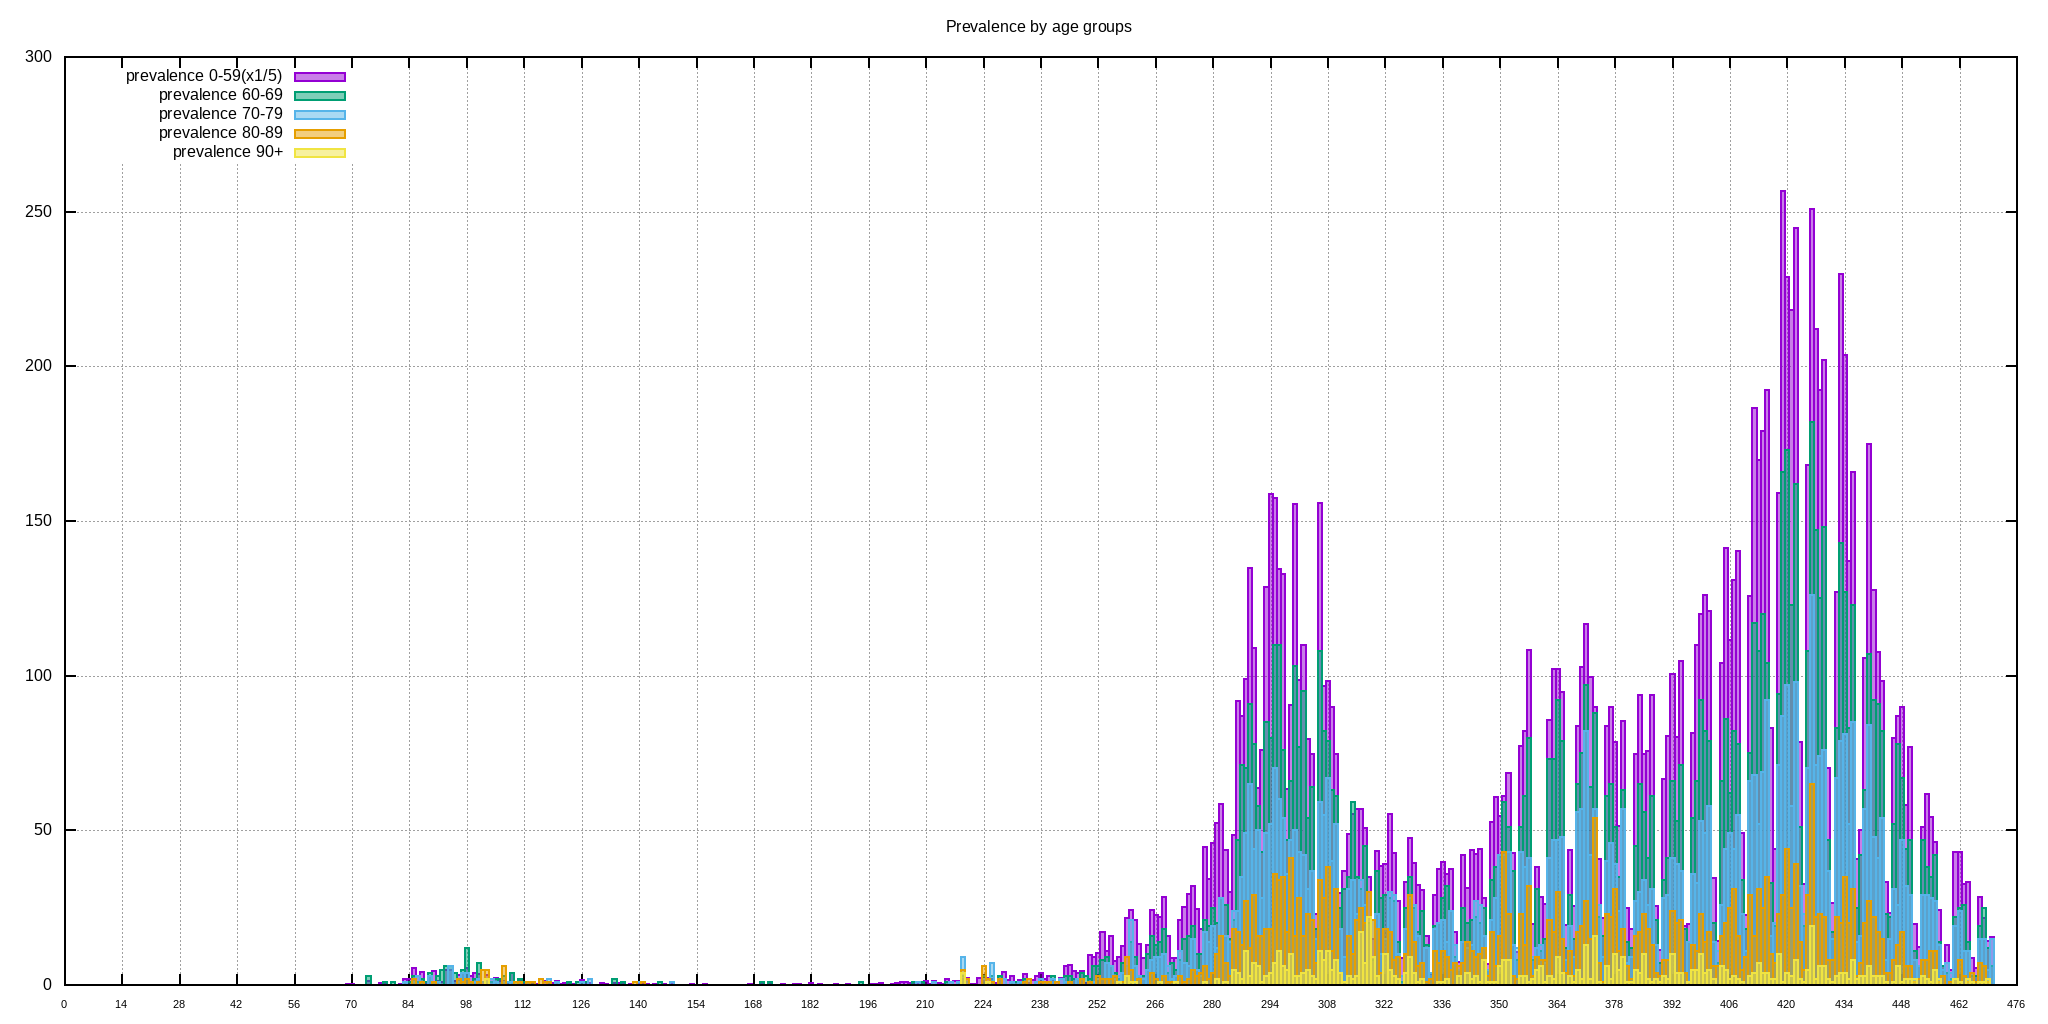 Prevalence by age groups
300
250
200
150
100
50
0
prevalence 0-59(x1/5)
prevalence 60-69
prevalence 70-79
prevalence 80-89
prevalence 90+
0 14 28 42 56 70 84 98 112 126 140 154 168 182 196 210 224 238 252 266 280 294 308 322 336 350 364 378 392 406 420 434 448 462 476